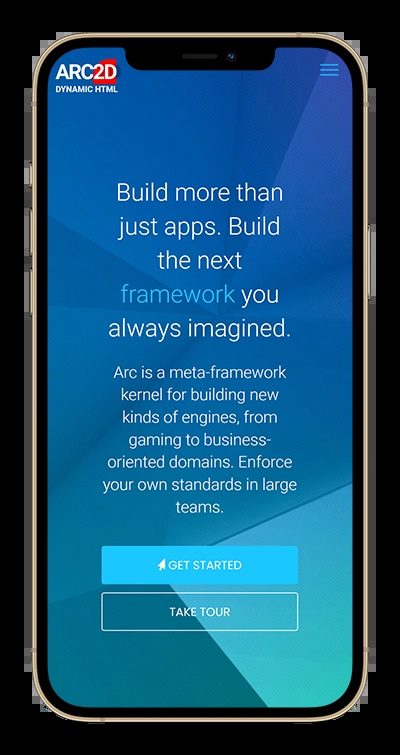 ARC2D
DYNAMIC HTML
Build more than
just apps. Build
the next
framework you
always imagined.
Arc is a meta-framework
kernel for building new
kinds of engines, from
gaming to business-
oriented domains. Enforce
your own standards in large
teams.
GET STARTED
TAKE TOUR